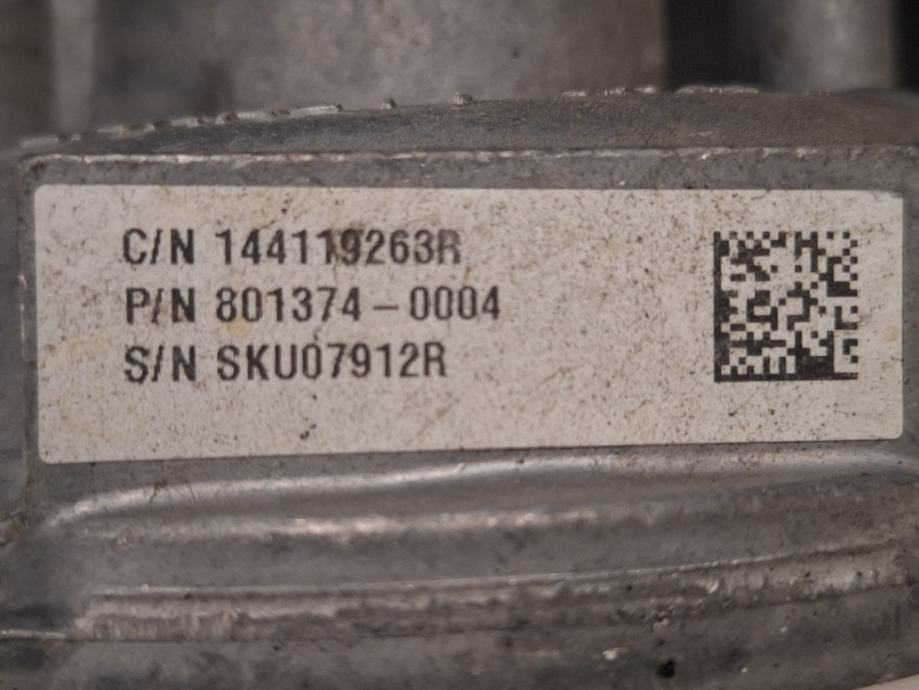 C/N 144119263R
P/N 801374-0004
S/N SKU07912R